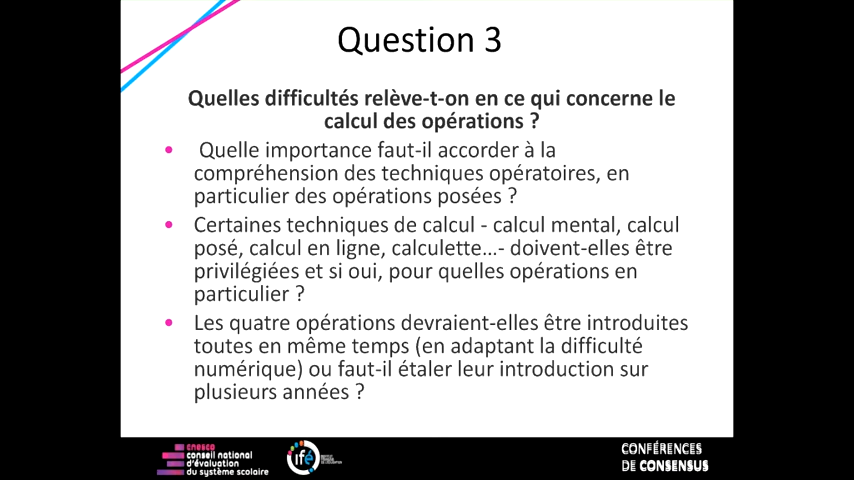 Question 3
Quelles difficultés relève-t-on en ce qui concerne le
calcul des opérations ?
• Quelle importance faut-il accorder à la
compréhension des techniques opératoires, en
particulier des opérations posées ?
• Certaines techniques de calcul - calcul mental, calcul
posé, calcul en ligne, calculette...- doivent-elles être
privilégiées et si oui, pour quelles opérations en
particulier ?
• Les quatre opérations devraient-elles être introduites
toutes en même temps (en adaptant la difficulté
numérique) ou faut-il étaler leur introduction sur
plusieurs années ?
cnesco
conseil national
d'évaluation
du système scolaire
ifé
CONFÉRENCES
DE CONSENSUS